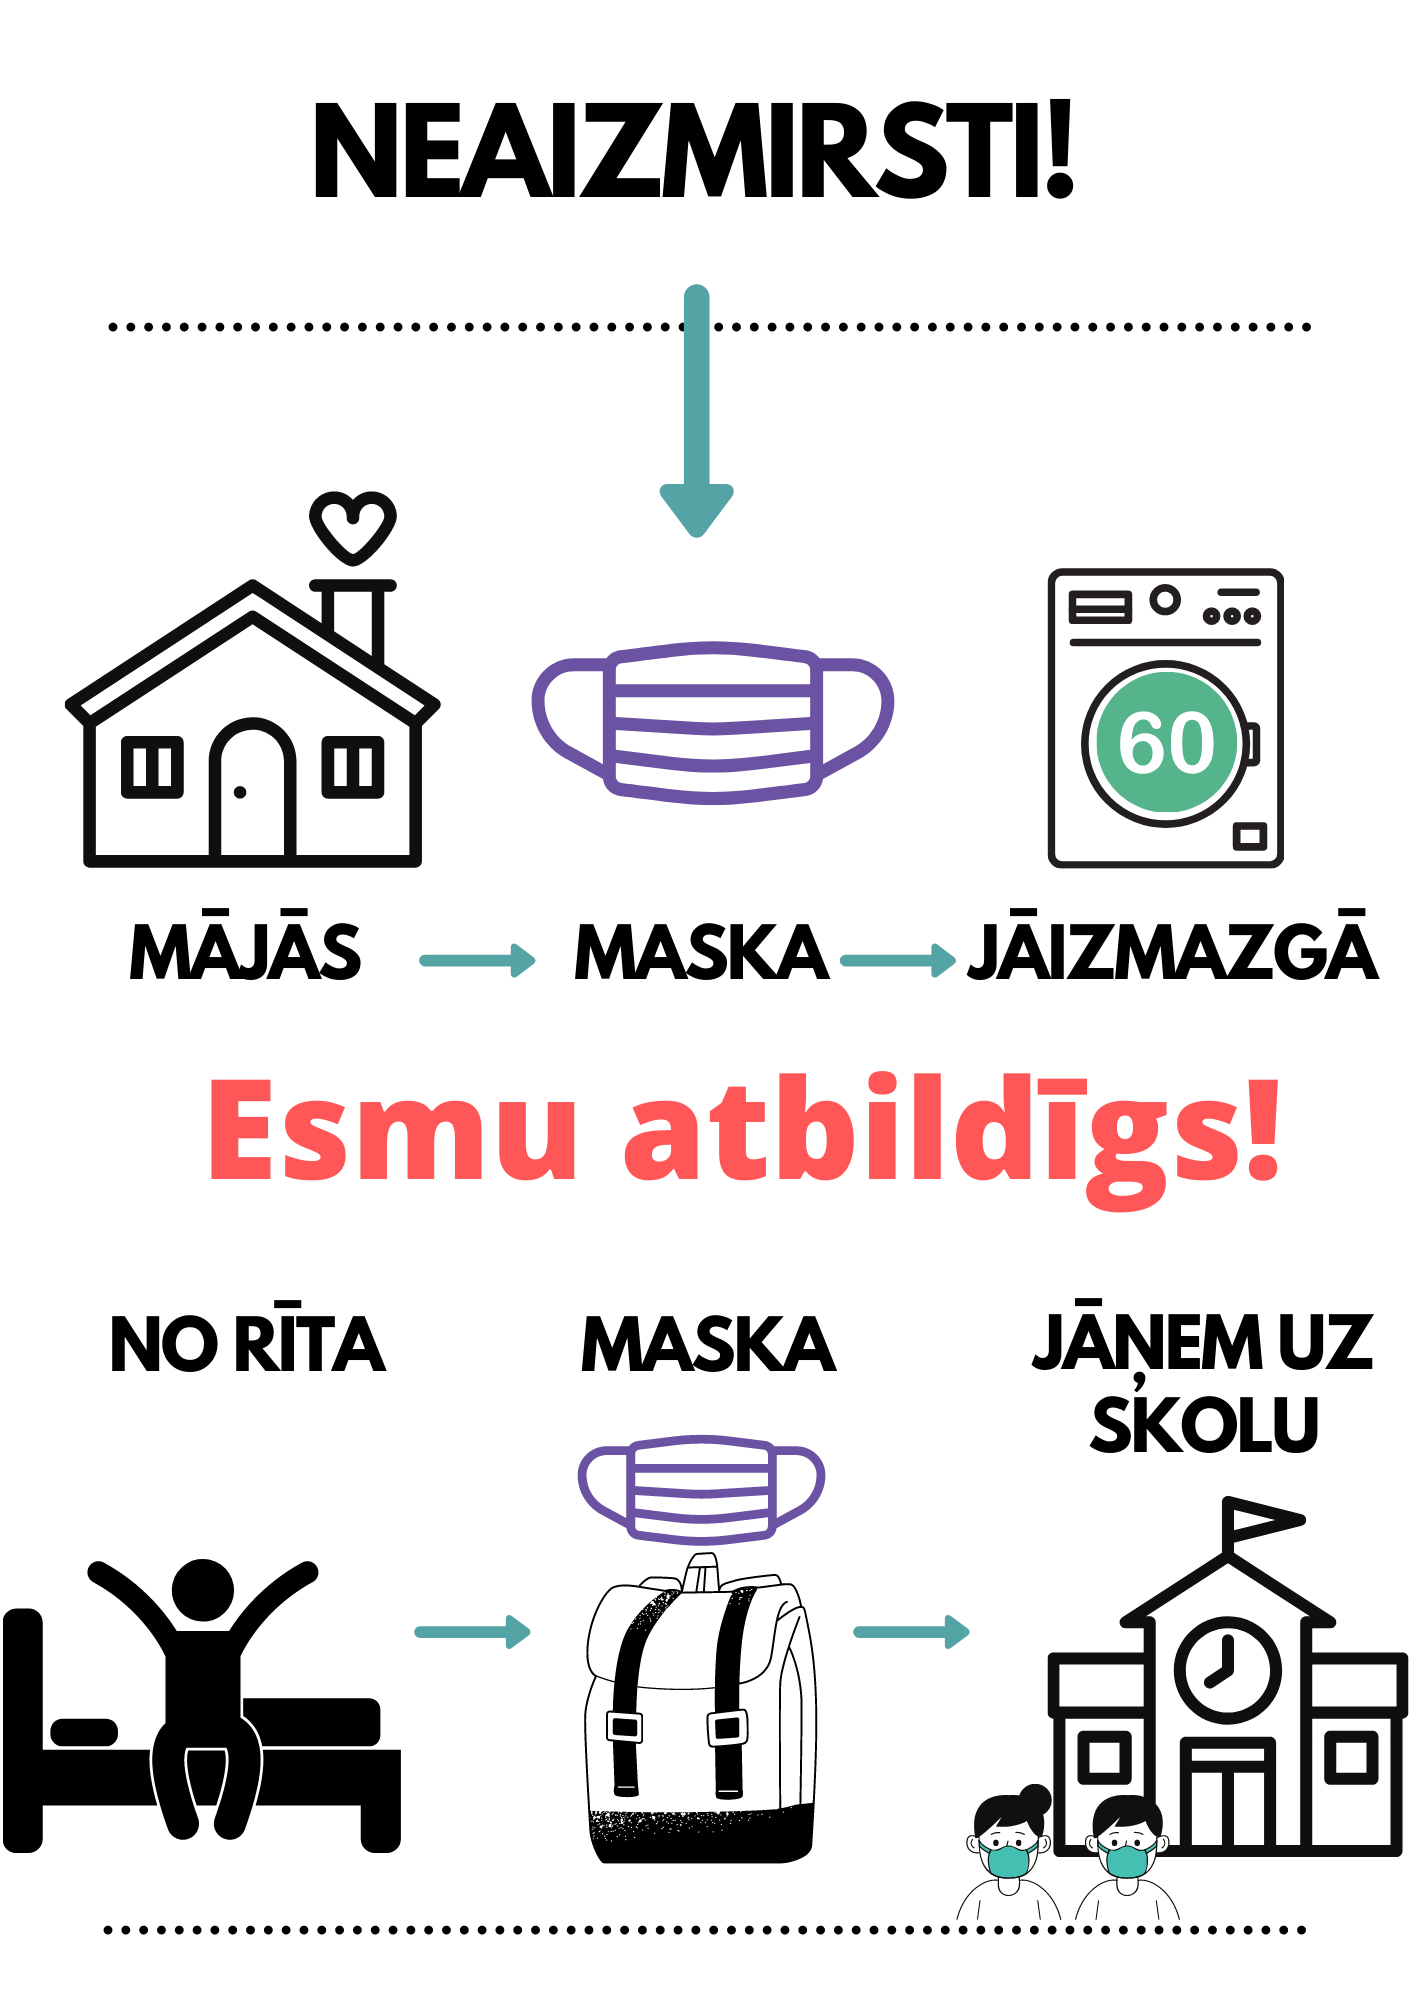 NEAIZMIRSTI!
60
MĀJĀS MASKA JĀIZMAZGĀ
Esmu atbildīgs!
NO RĪTA MASKA JĀŅEM UZ
SKOLU